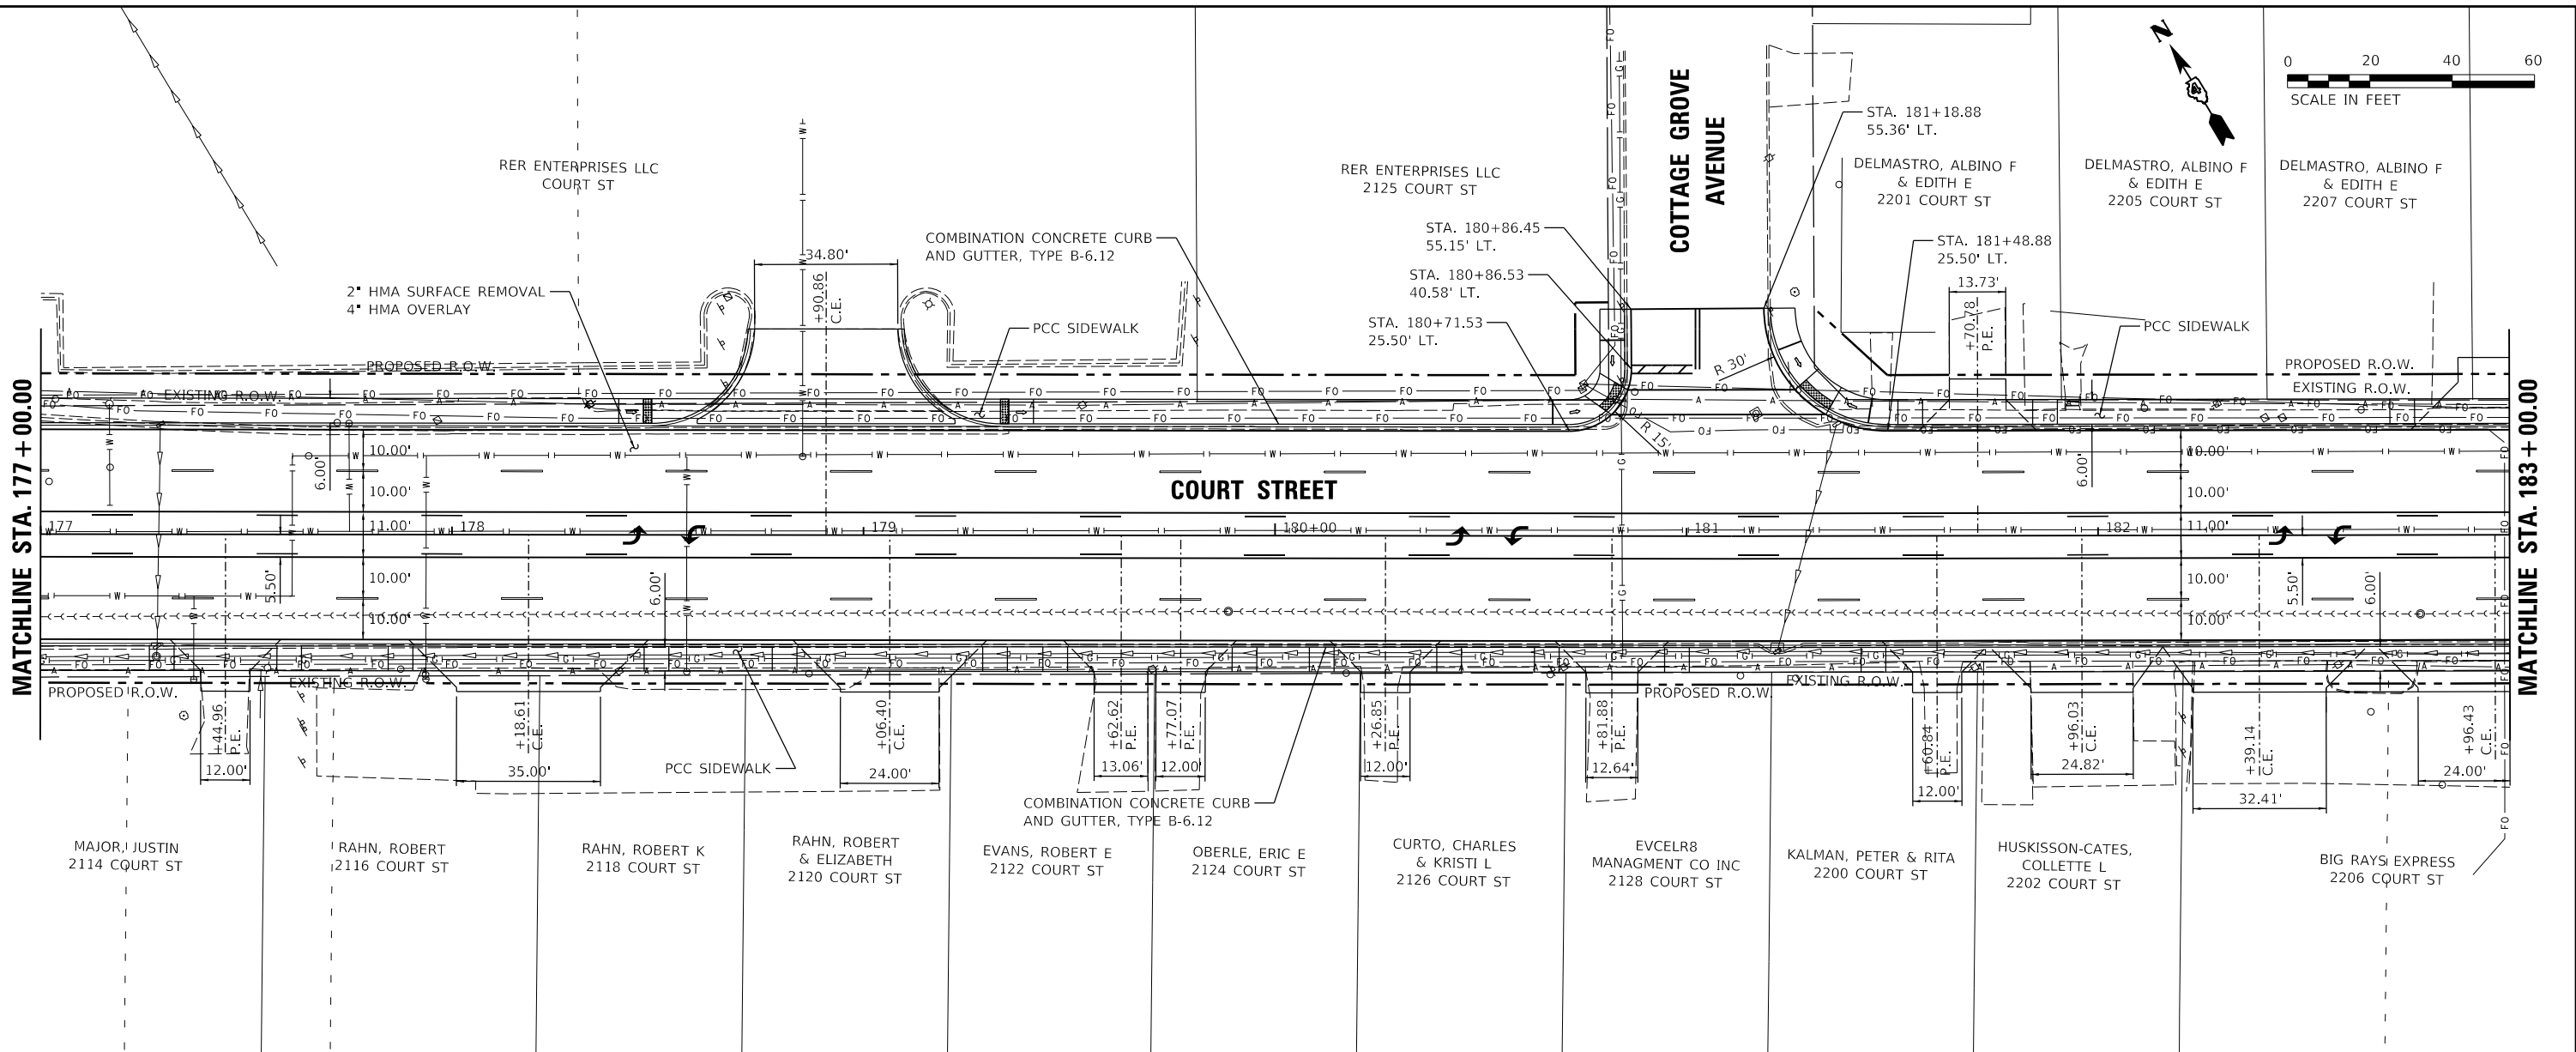 MATCHLINE STA. 177+00.00
RER ENTERPRISES LLC
COURT ST
2" HMA SURFACE REMOVAL
4" HMA OVERLAY
34.80'
+90.86
C.E.
COMBINATION CONCRETE CURB
AND GUTTER, TYPE B-6.12
PCC SIDEWALK
RER ENTERPRISES LLC
2125 COURT ST
STA. 180+86.45
55.15' LT.
STA. 180+86.53
40.58' LT.
STA. 180+71.53
25.50' LT.
COTTAGE GROVE
AVENUE
STA. 181+18.88
55.36' LT.
DELMASTRO, ALBINO F
& EDITH E
2201 COURT ST
DELMASTRO, ALBINO F
& EDITH E
2205 COURT ST
DELMASTRO, ALBINO F
& EDITH E
2207 COURT ST
N
0 20 40 60
SCALE IN FEET
STA. 181+48.88
25.50' LT.
13.73'
+70.78
P.E.
PCC SIDEWALK
R 30'
R 15'
PROPOSED R.O.W.
EXISTING R.O.W.
PROPOSED R.O.W.
EXISTING R.O.W.
6.00'
10.00'
10.00'
11.00'
10.00'
10.00'
5.50'
6.00'
COURT STREET
177
178
179
180+00
181
182
10.00'
10.00'
11.00'
10.00'
10.00'
6.00'
5.50'
6.00'
MATCHLINE STA. 183+00.00
PROPOSED R.O.W.
EXISTING R.O.W.
PROPOSED R.O.W.
EXISTING R.O.W.
+44.96
P.E.
12.00'
+18.61
C.E.
35.00'
PCC SIDEWALK
+06.40
C.E.
24.00'
+62.62
P.E.
13.06'
+77.07
P.E.
12.00'
+26.85
P.E.
12.00'
+81.88
P.E.
12.64'
+60.84
P.E.
12.00'
+96.03
C.E.
24.82'
+39.14
C.E.
32.41'
+96.43
C.E.
24.00'
COMBINATION CONCRETE CURB
AND GUTTER, TYPE B-6.12
MAJOR, JUSTIN
2114 COURT ST
RAHN, ROBERT
2116 COURT ST
RAHN, ROBERT K
2118 COURT ST
RAHN, ROBERT
& ELIZABETH
2120 COURT ST
EVANS, ROBERT E
2122 COURT ST
OBERLE, ERIC E
2124 COURT ST
CURTO, CHARLES
& KRISTI L
2126 COURT ST
EVCELR8
MANAGMENT CO INC
2128 COURT ST
KALMAN, PETER & RITA
2200 COURT ST
HUSKISSON-CATES,
COLLETTE L
2202 COURT ST
BIG RAYS EXPRESS
2206 COURT ST